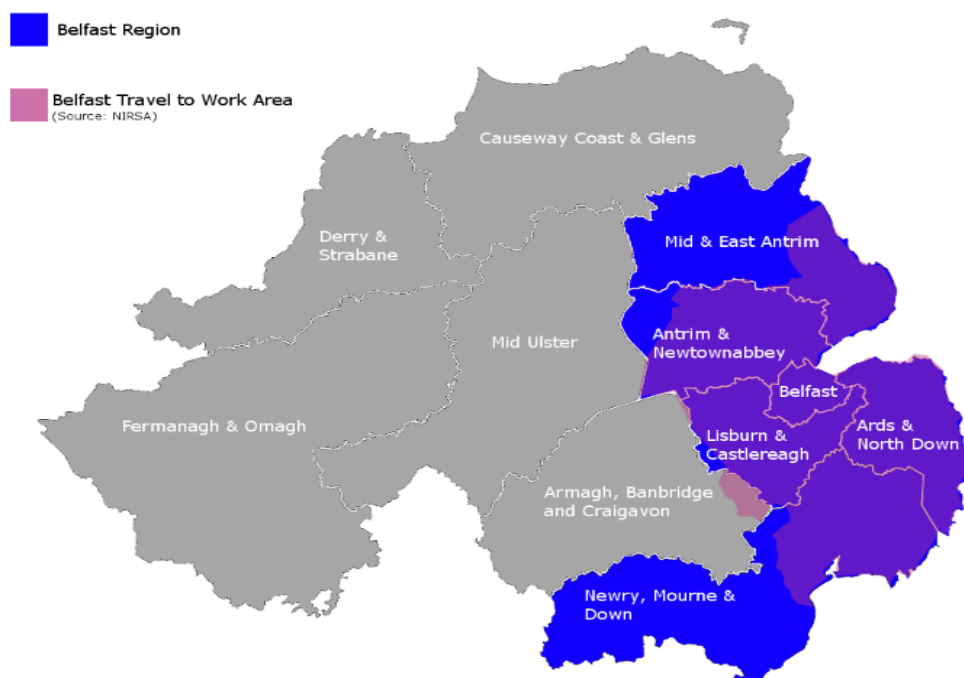 Belfast Region
Belfast Travel to Work Area
(Source: NIRSA)
Causeway Coast & Glens
Derry &
Strabane
Mid & East Antrim
Mid Ulster
Antrim &
Newtownabbey
Belfast
Fermanagh & Omagh
Lisburn &
Castlereagh
Ards &
North Down
Armagh, Banbridge
and Craigavon
Newry, Mourne &
Down